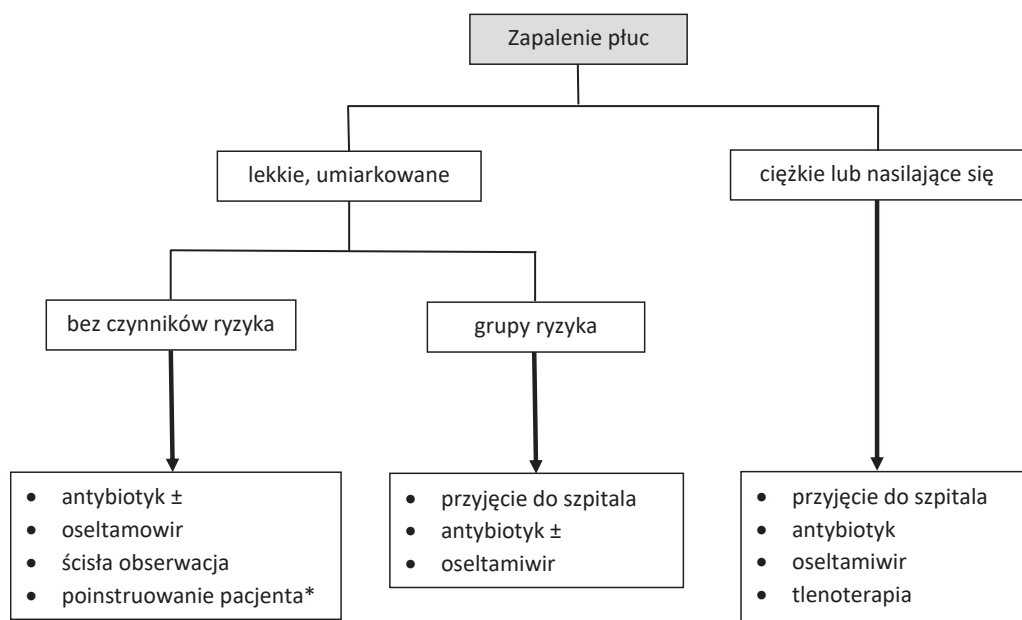 Zapalenie płuc
lekkie, umiarkowane
ciężkie lub nasilające się
bez czynników ryzyka
grupy ryzyka
• antybiotyk ±
• oseltamowir
• ścisła obserwacja
• poinstruowanie pacjenta*
• przyjęcie do szpitala
• antybiotyk ±
• oseltamiwir
• przyjęcie do szpitala
• antybiotyk
• oseltamiwir
• tlenoterapia